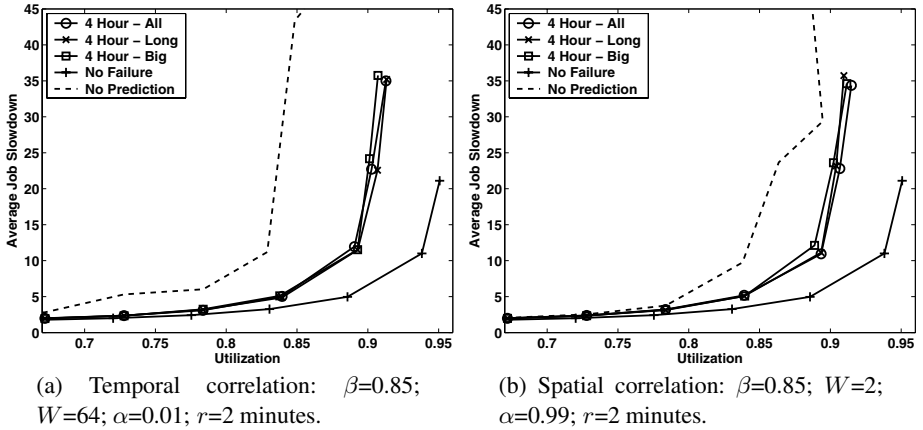 45
40
35
30
25
20
15
10
5
0
Average Job Slowdown
4 Hour – All
4 Hour – Long
4 Hour – Big
No Failure
No Prediction
0.7 0.75 0.8 0.85 0.9 0.95
Utilization
(a) Temporal correlation: β=0.85;
W=64; α=0.01; r=2 minutes.
45
40
35
30
25
20
15
10
5
0
Average Job Slowdown
4 Hour – All
4 Hour – Long
4 Hour – Big
No Failure
No Prediction
0.7 0.75 0.8 0.85 0.9 0.95
Utilization
(b) Spatial correlation: β=0.85; W=2;
α=0.99; r=2 minutes.